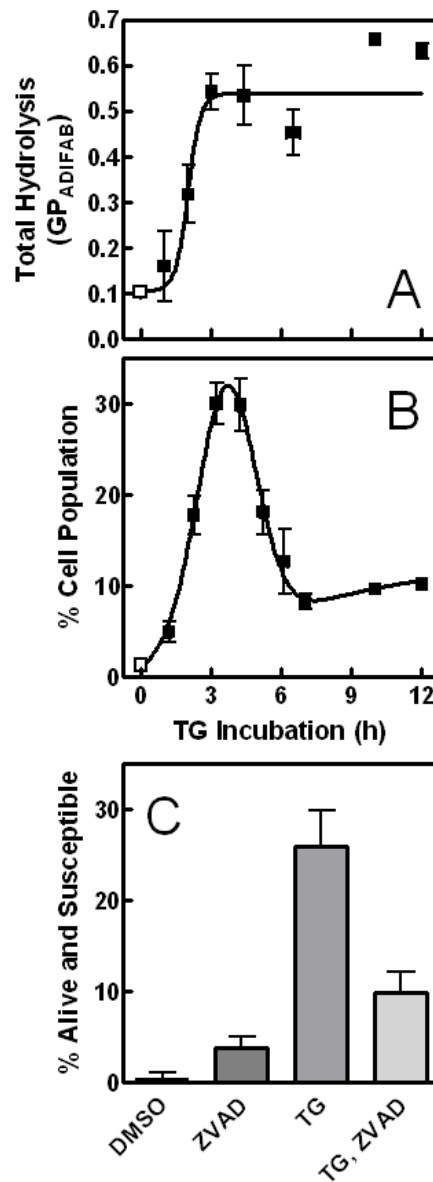 Total Hydrolysis
(GP_ADIFAB)
0.7
0.6
0.5
0.4
0.3
0.2
0.1
0.0
A
% Cell Population
30
20
10
0
B
0 3 6 9 12
TG Incubation (h)
% Alive and Susceptible
30
20
10
0
C
DMSO
ZVAD
TG
TG, ZVAD